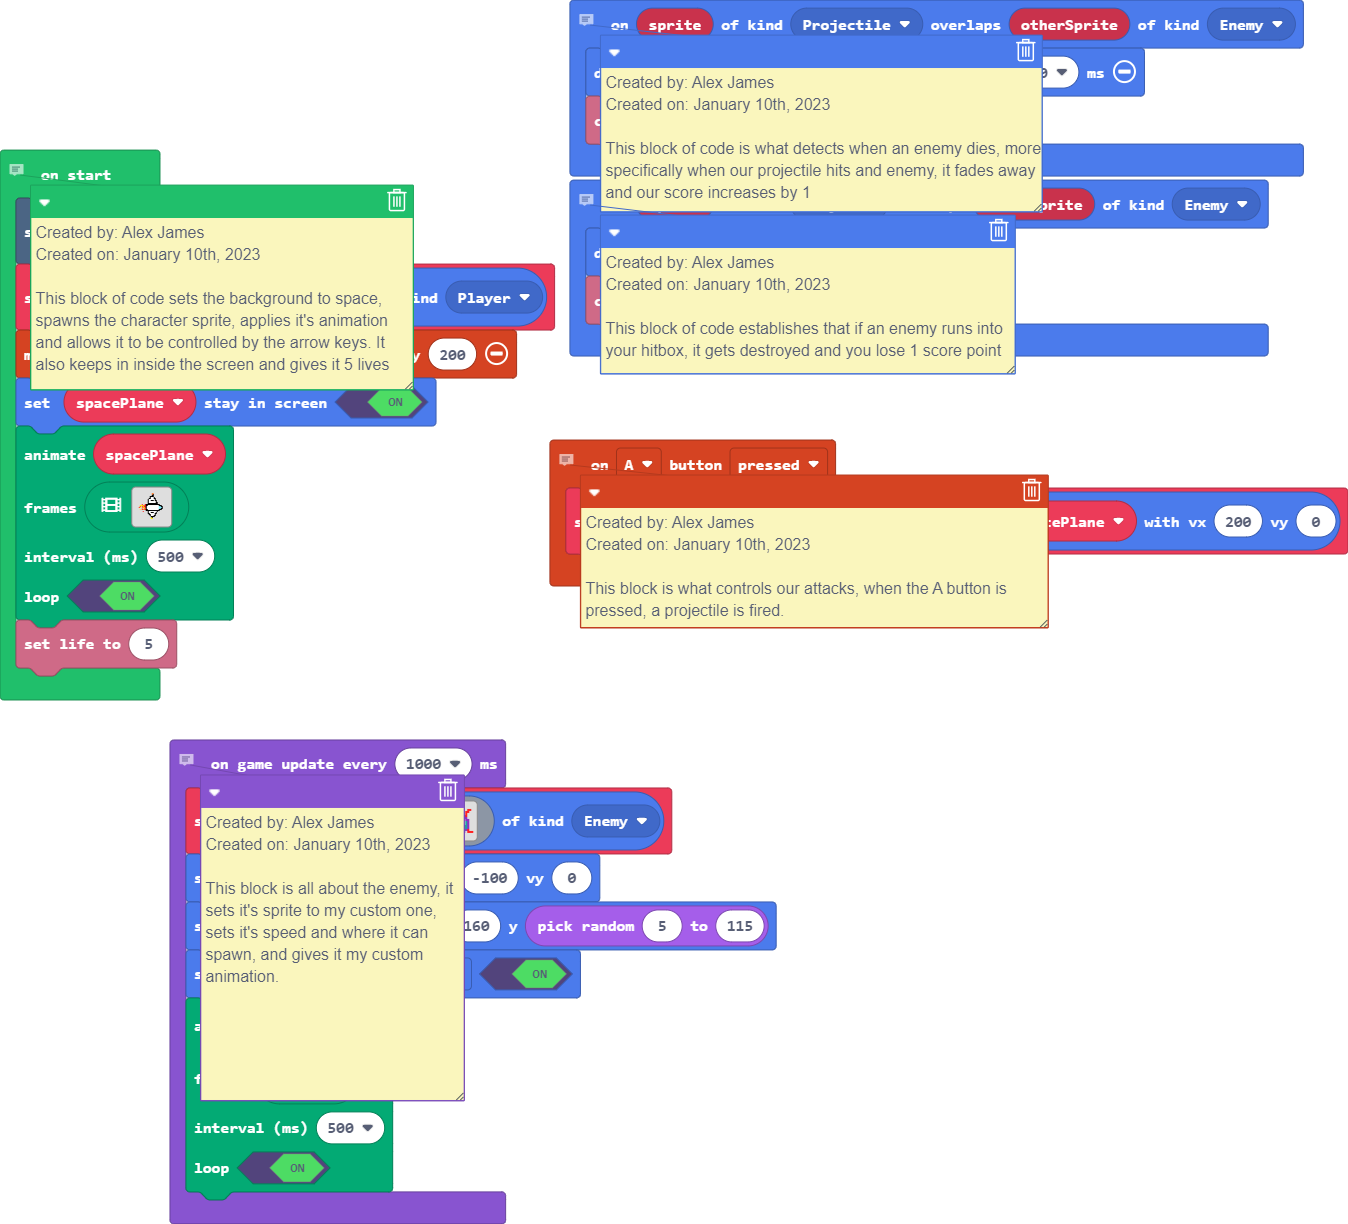 on sprite of kind Projectile overlaps otherSprite of kind Enemy
ms
Created by: Alex James
Created on: January 10th, 2023
This block of code is what detects when an enemy dies, more
specifically when our projectile hits and enemy, it fades away
and our score increases by 1
of kind Enemy
Created by: Alex James
Created on: January 10th, 2023
This block of code establishes that if an enemy runs into
your hitbox, it gets destroyed and you lose 1 score point
on start
Created by: Alex James
Created on: January 10th, 2023
This block of code sets the background to space,
spawns the character sprite, applies it's animation
and allows it to be controlled by the arrow keys. It
also keeps in inside the screen and gives it 5 lives
Player
200
set spacePlane stay in screen ON
animate spacePlane
frames
interval (ms) 500
loop ON
set life to 5
on A button pressed
Created by: Alex James
Created on: January 10th, 2023
This block is what controls our attacks, when the A button is
pressed, a projectile is fired.
with vx 200 vy 0
on game update every 1000 ms
Created by: Alex James
Created on: January 10th, 2023
This block is all about the enemy, it
sets it's sprite to my custom one,
sets it's speed and where it can
spawn, and gives it my custom
animation.
of kind Enemy
-100 vy 0
160 y pick random 5 to 115
ON
interval (ms) 500
loop ON